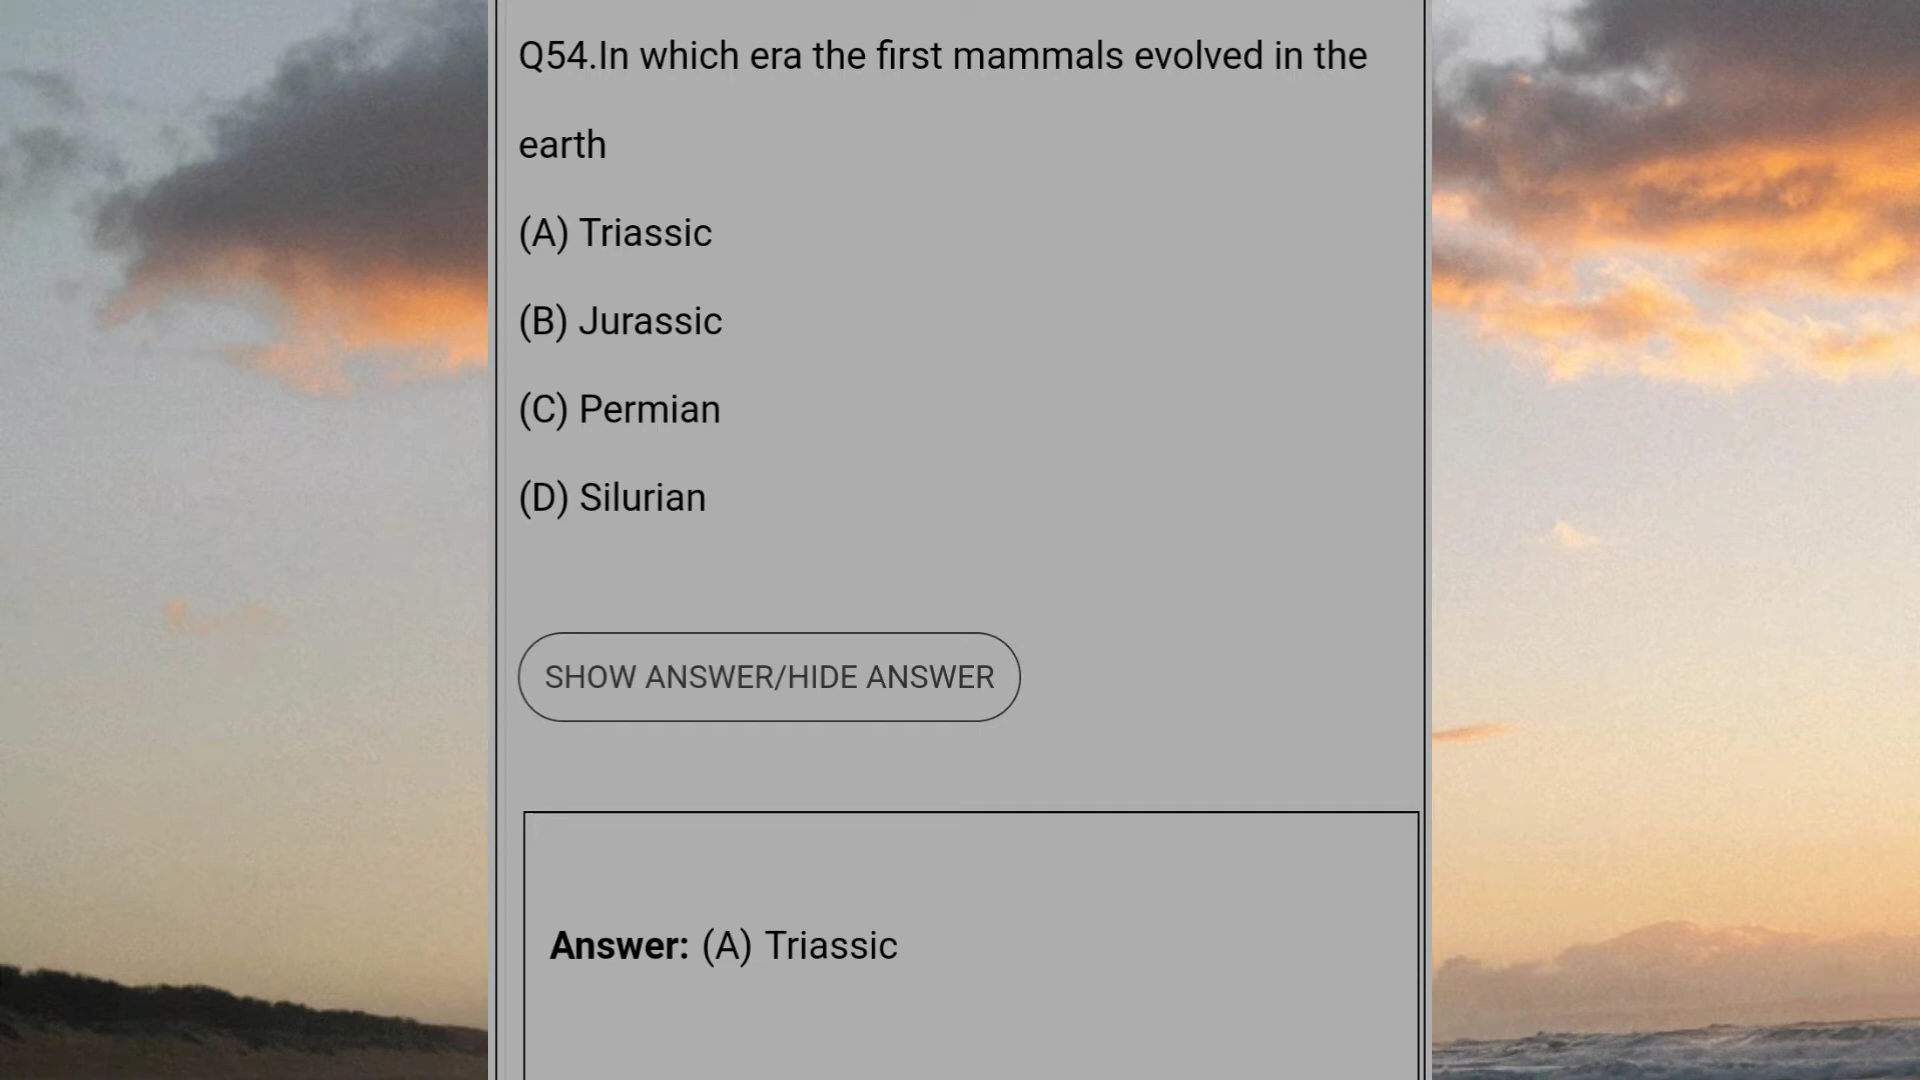 Q54.In which era the first mammals evolved in the
earth
(A) Triassic
(B) Jurassic
(C) Permian
(D) Silurian
SHOW ANSWER/HIDE ANSWER
Answer: (A) Triassic